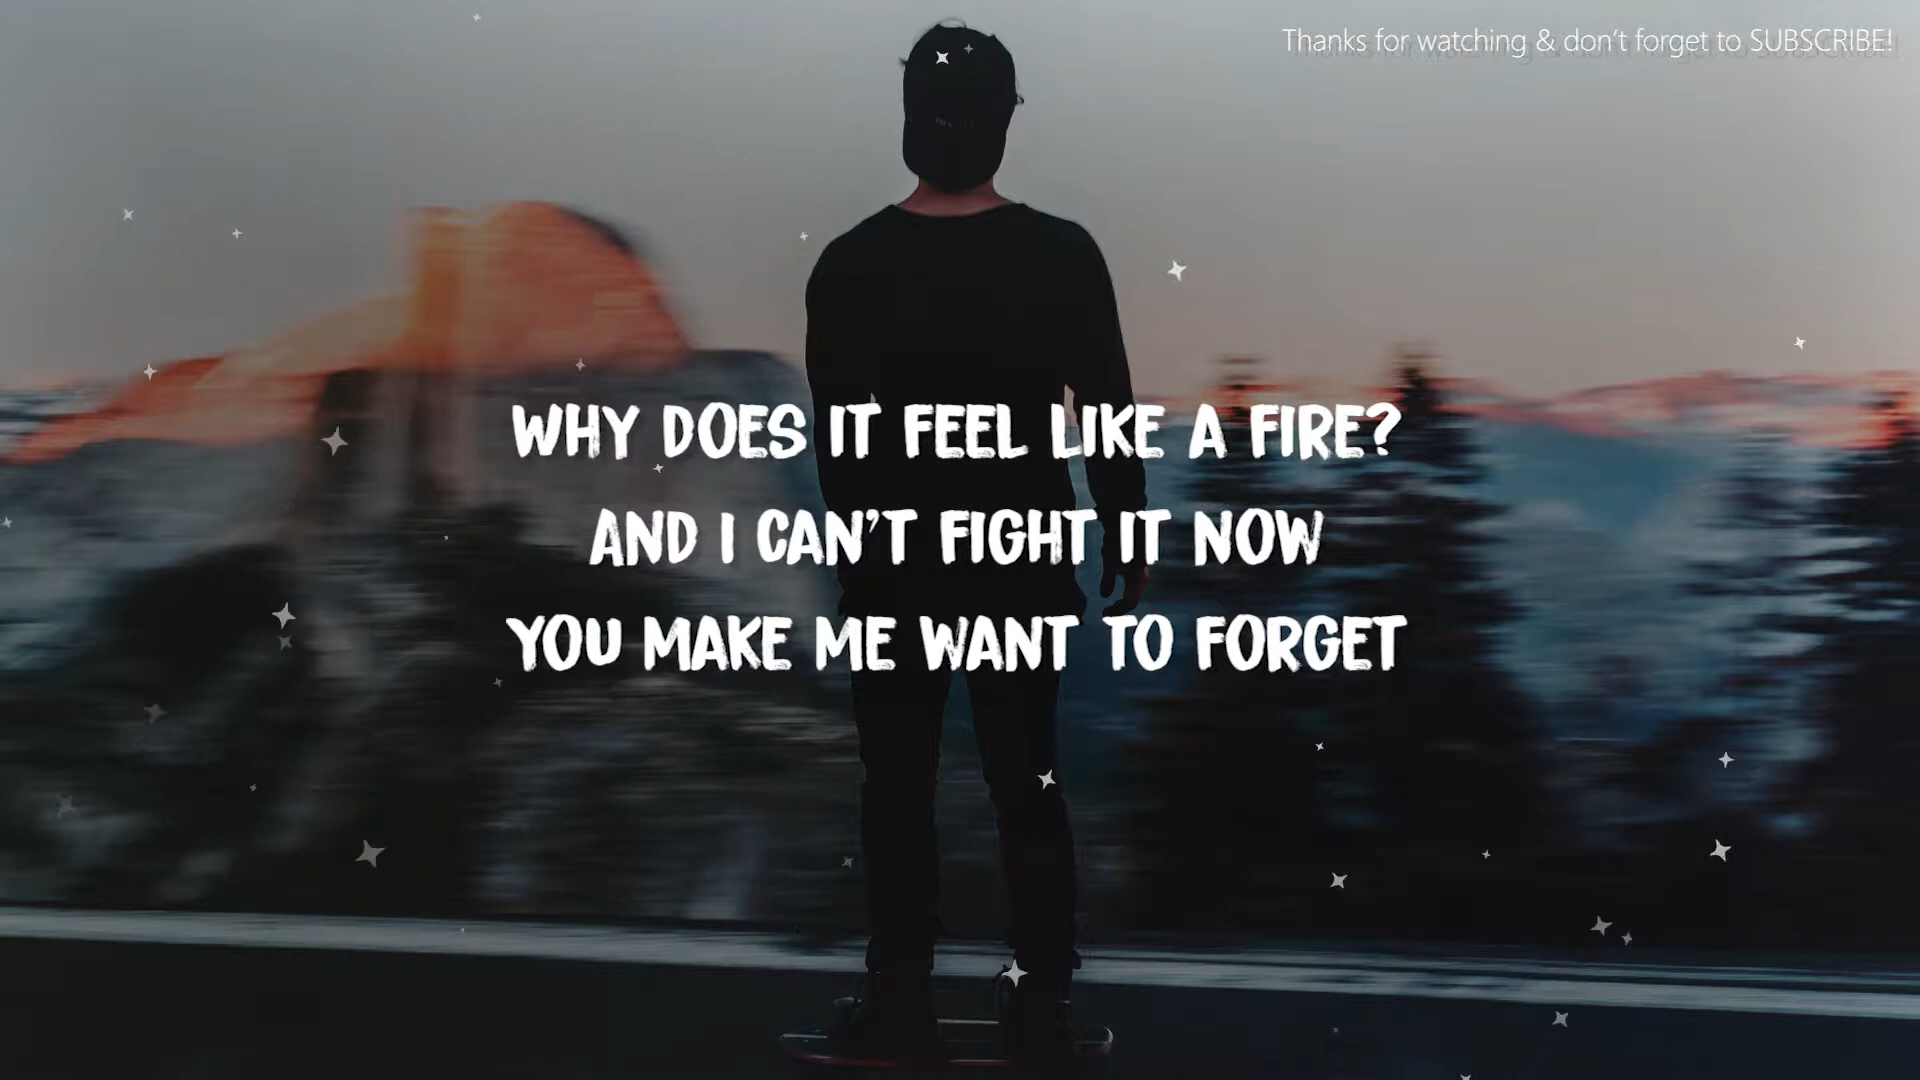 Thanks for watching & don't forget to SUBSCRIBE!
WHY DOES IT FEEL LIKE A FIRE?
AND I CAN'T FIGHT IT NOW
YOU MAKE ME WANT TO FORGET